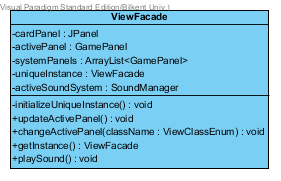 Visual Paradigm Standard Edition(Bilkent Univ.)
ViewFacade
-cardPanel : JPanel
-activePanel : GamePanel
-systemPanels : ArrayList<GamePanel>
-uniqueInstance : ViewFacade
-activeSoundSystem : SoundManager
-initializeUniqueInstance() : void
+updateActivePanel() : void
+changeActivePanel(className : ViewClassEnum) : void
+getInstance() : ViewFacade
+playSound() : void